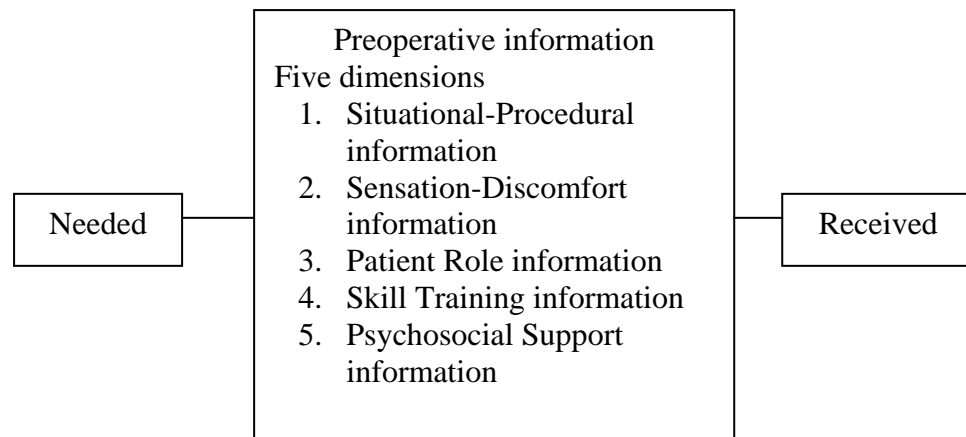 Preoperative information
Five dimensions
1. Situational-Procedural
information
2. Sensation-Discomfort
information
3. Patient Role information
4. Skill Training information
5. Psychosocial Support
information
Needed
Received